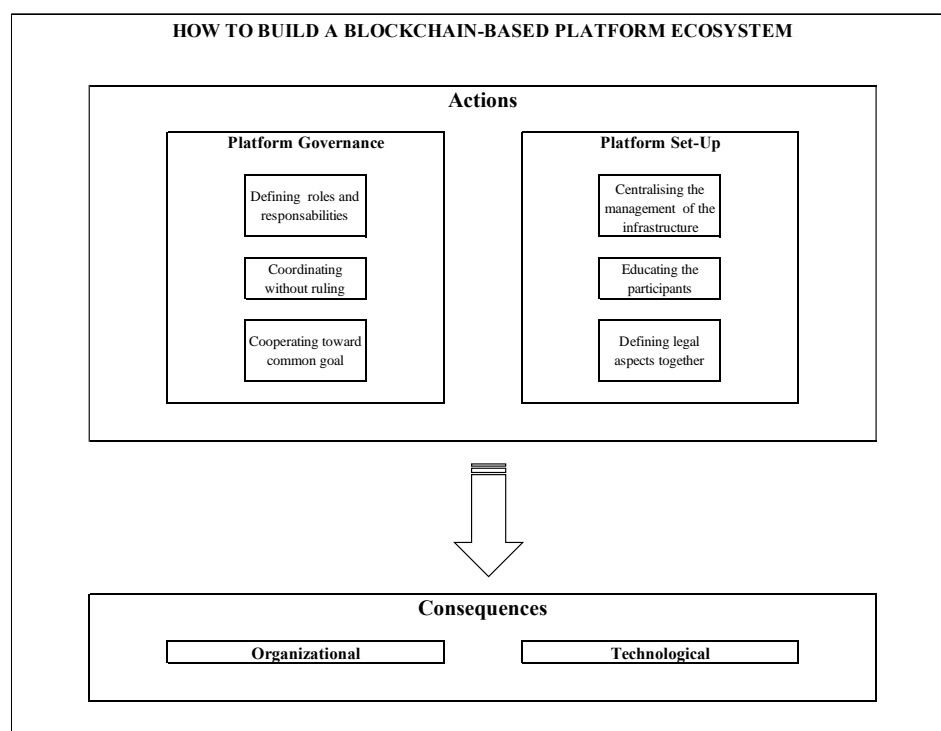 HOW TO BUILD A BLOCKCHAIN-BASED PLATFORM ECOSYSTEM
Actions
Platform Governance
Defining roles and
responsabilities
Coordinating
without ruling
Cooperating toward
common goal
Platform Set-Up
Centralising the
management of the
infrastructure
Educating the
participants
Defining legal
aspects together
Consequences
Organizational
Technological